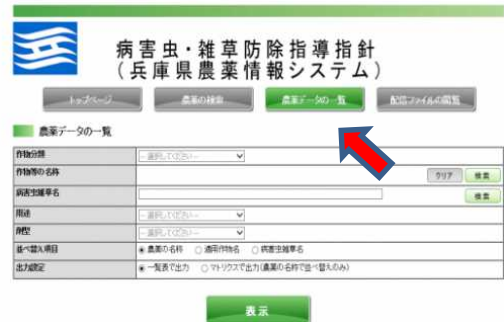 病害虫・雑草防除指導指針
(兵庫県農薬情報システム)
トップページ 農薬の検索 農薬データの一覧 配信ファイルの閲覧
農薬データの一覧
作物分類 -- 選択してください -- 
作物等の名称 クリア 検索
病害虫雑草名 検索
用途 -- 選択してください --
剤型 -- 選択してください --
並べ替え項目 農薬の名称 適用作物名 病害虫雑草名
出力設定 一覧表で出力 マトリクスで出力(農薬の名称で並べ替えのみ)
表示